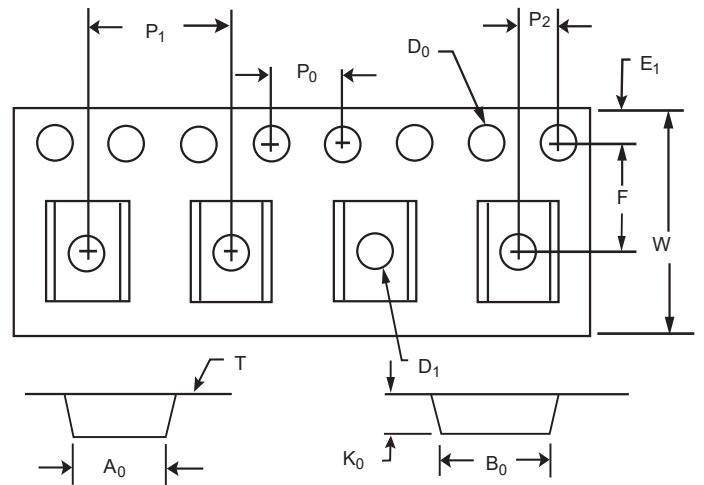 P₁
P₀
D₀
P₂
E₁
F
W
T
D₁
A₀
K₀
B₀